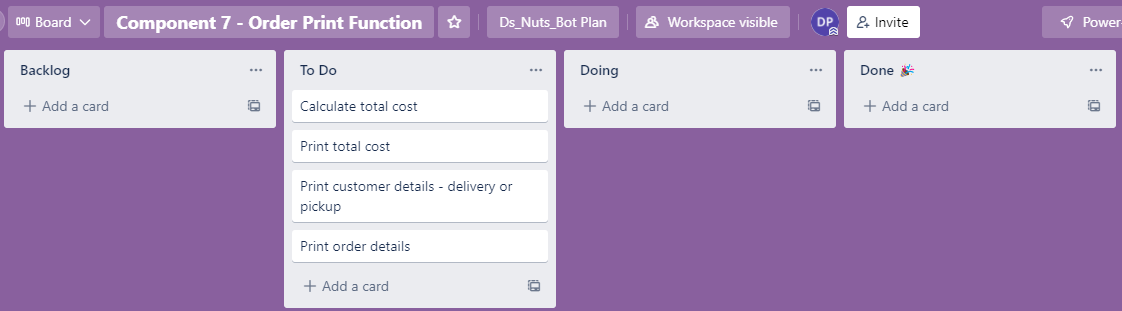 Board
Component 7 - Order Print Function
Ds_Nuts_Bot Plan
Workspace visible
DP
Invite
Power-
Backlog
Add a card
To Do
Calculate total cost
Print total cost
Print customer details - delivery or
pickup
Print order details
Add a card
Doing
Add a card
Done 🎉
Add a card